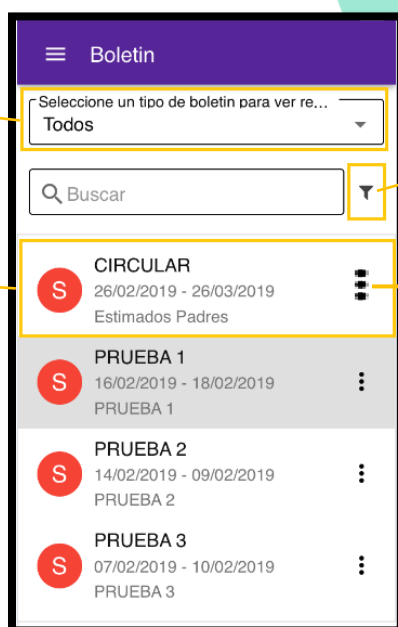 Boletin
Seleccione un tipo de boletin para ver re...
Todos
Buscar
S
CIRCULAR
26/02/2019 - 26/03/2019
Estimados Padres
S
PRUEBA 1
16/02/2019 - 18/02/2019
PRUEBA 1
S
PRUEBA 2
14/02/2019 - 09/02/2019
PRUEBA 2
S
PRUEBA 3
07/02/2019 - 10/02/2019
PRUEBA 3